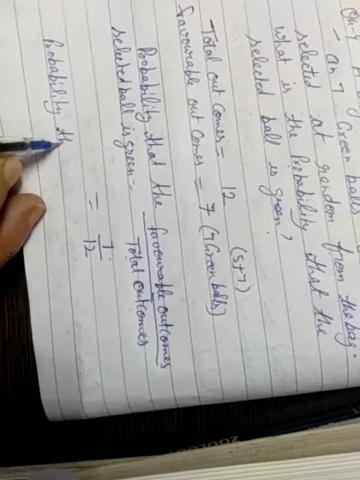 Green balls
selected at random from the bag.
what is the Probability that the
selected ball is green?
Total out comes = 12 (5+7)
Favourable out comes = 7 (7 Green balls)
Probability that the favourable outcomes
selected ball is green = Total outcomes
= 7
12
Probability th